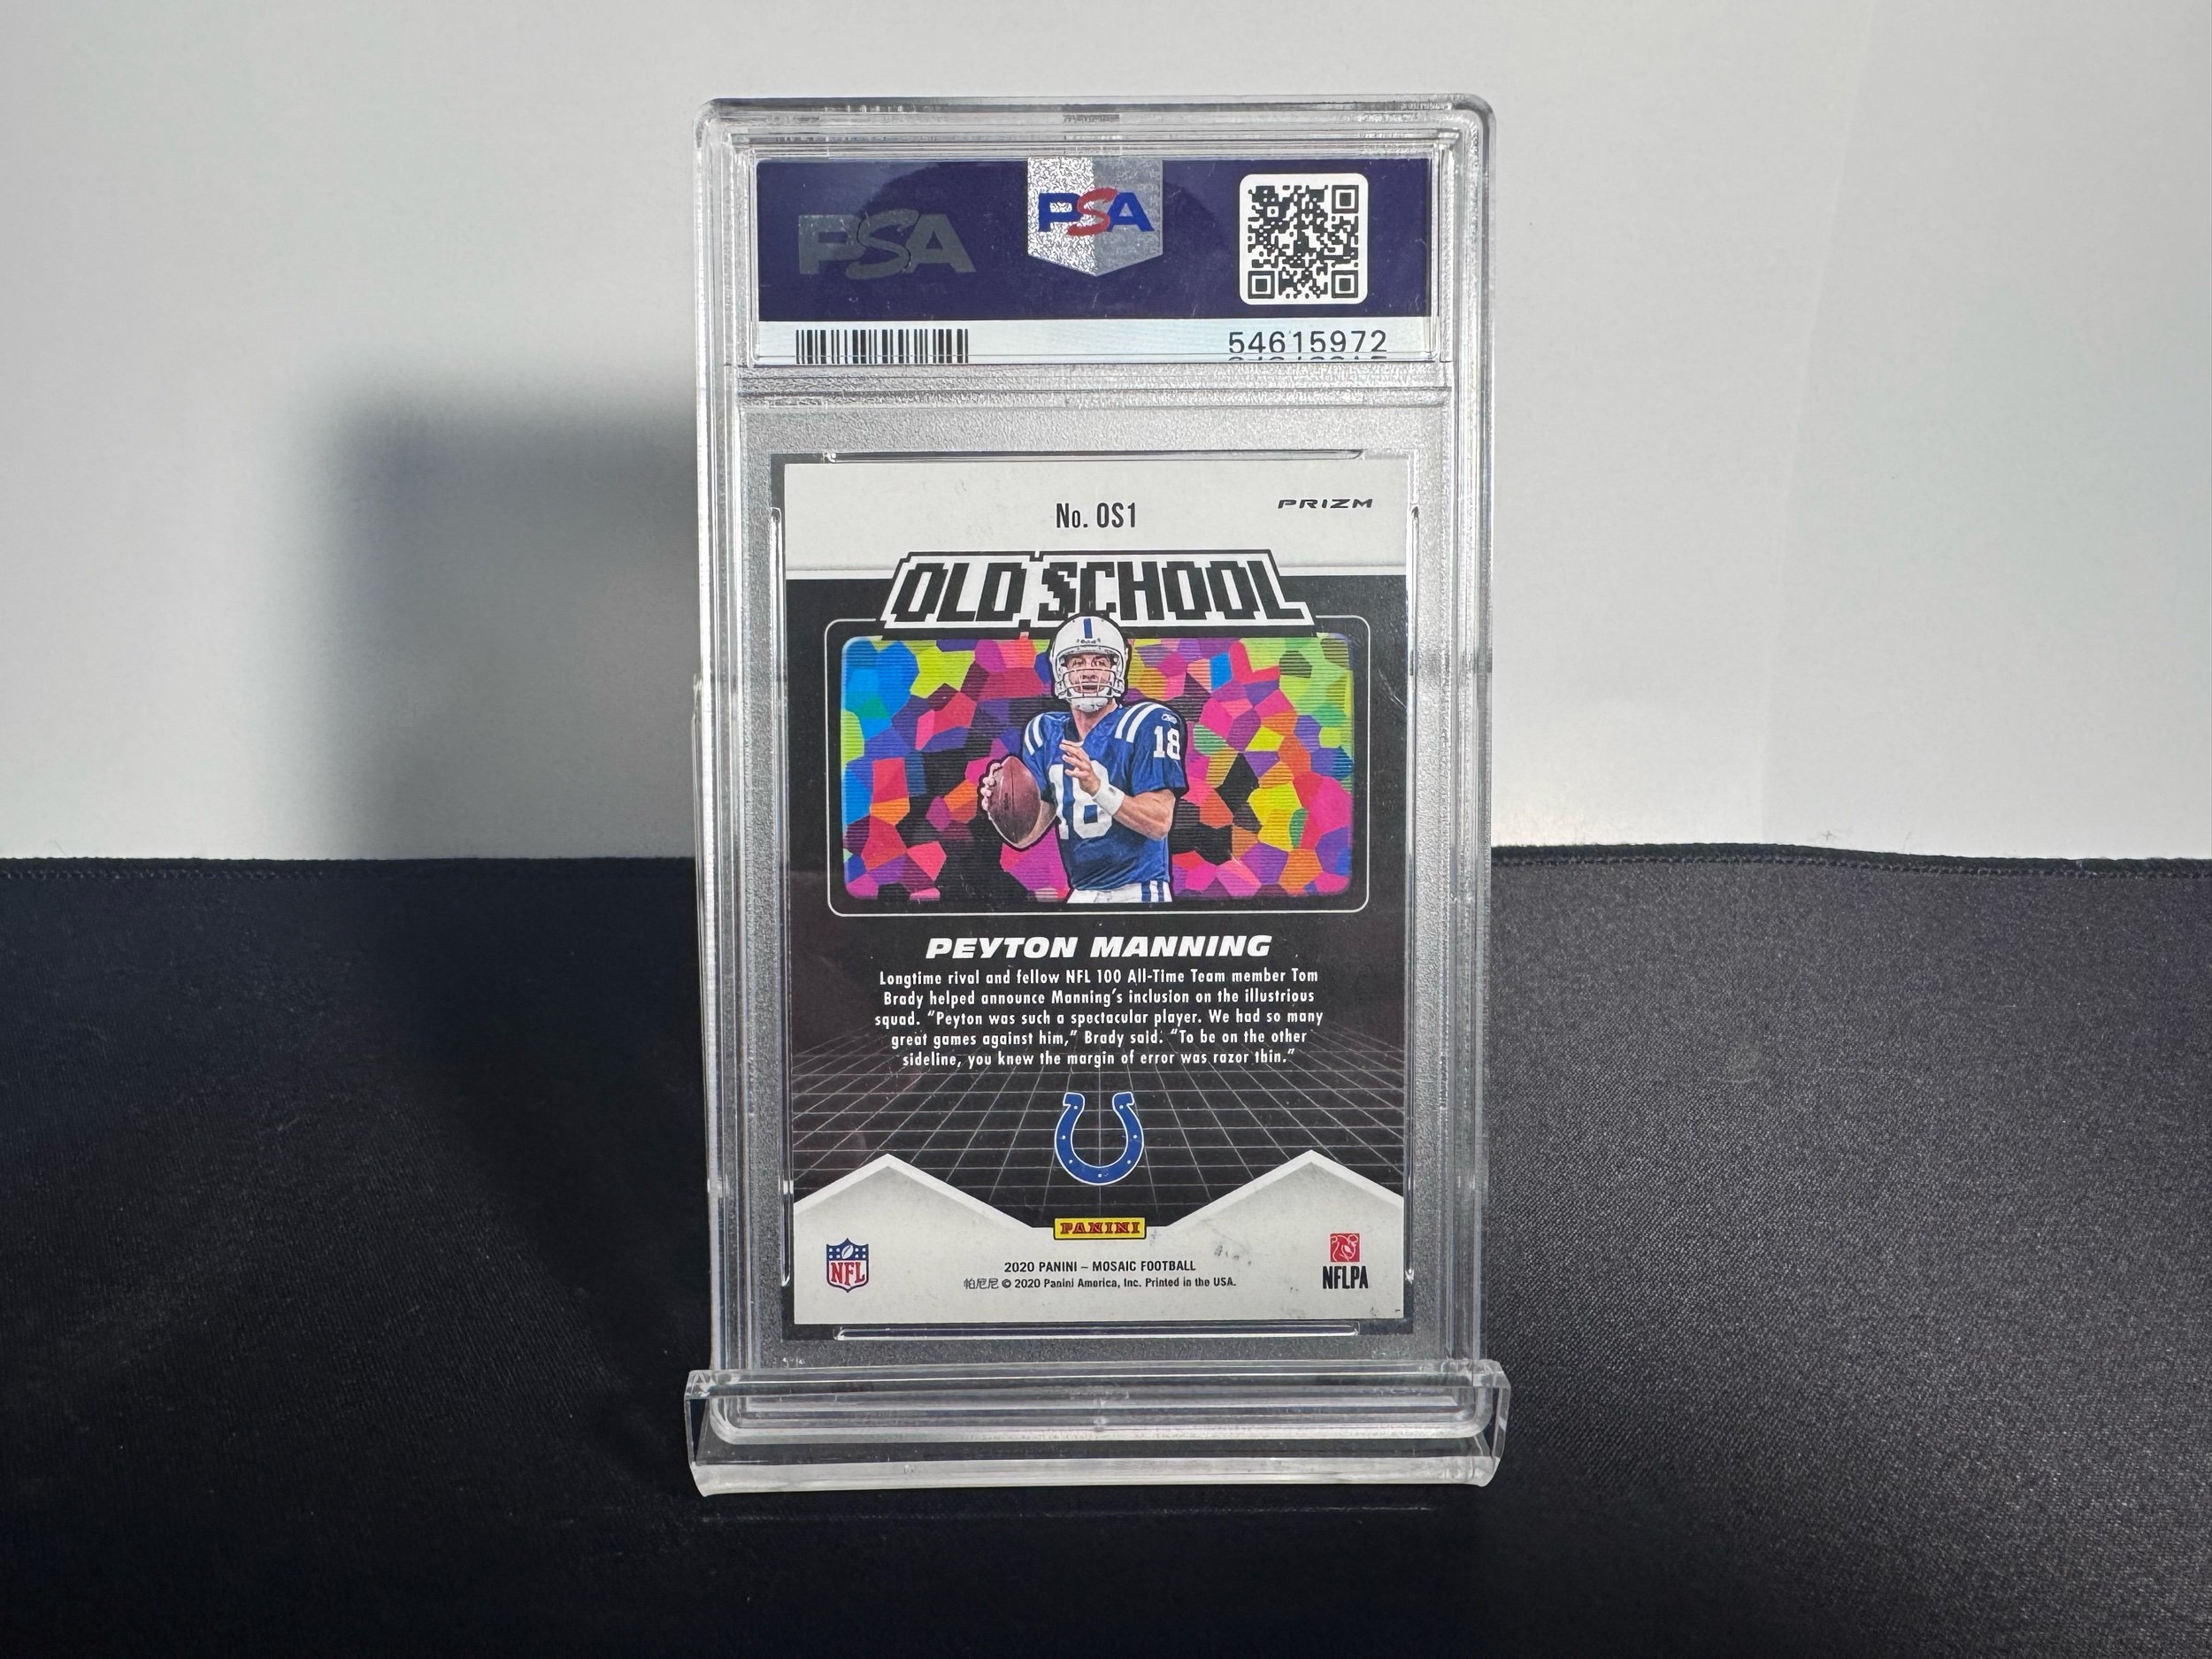 PSA
PSA
54615972
No. OS1
PRIZM
OLD SCHOOL
18
18
PEYTON MANNING
Longtime rival and fellow NFL 100 All-Time Team member Tom
Brady helped announce Manning's inclusion on the illustrious
squad. "Peyton was such a spectacular player. We had so many
great games against him," Brady said. "To be on the other
sideline, you knew the margin of error was razor thin."
PANINI
NFL
2020 PANINI – MOSAIC FOOTBALL
帕尼尼 © 2020 Panini America, Inc. Printed in the USA.
NFLPA